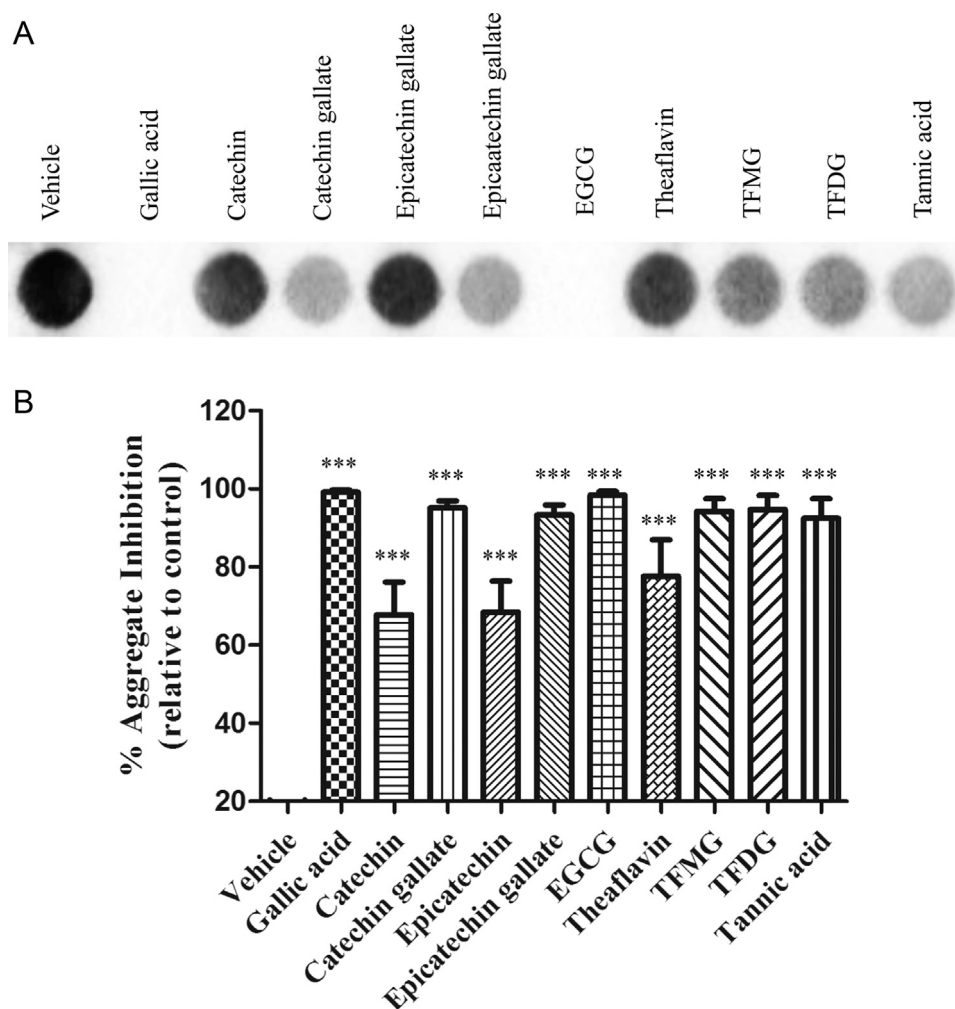 A
Vehicle
Gallic acid
Catechin
Catechin gallate
Epicatechin gallate
Epicaatechin gallate
EGCG
Theaflavin
TFMG
TFDG
Tannic acid
B
% Aggregate Inhibition
(relative to control)
120
100
80
60
40
20
***
***
***
***
***
***
***
***
***
***
Vehicle
Gallic acid
Catechin
Catechin gallate
Epicatechin
Epicatechin gallate
EGCG
Theaflavin
TFMG
TFDG
Tannic acid